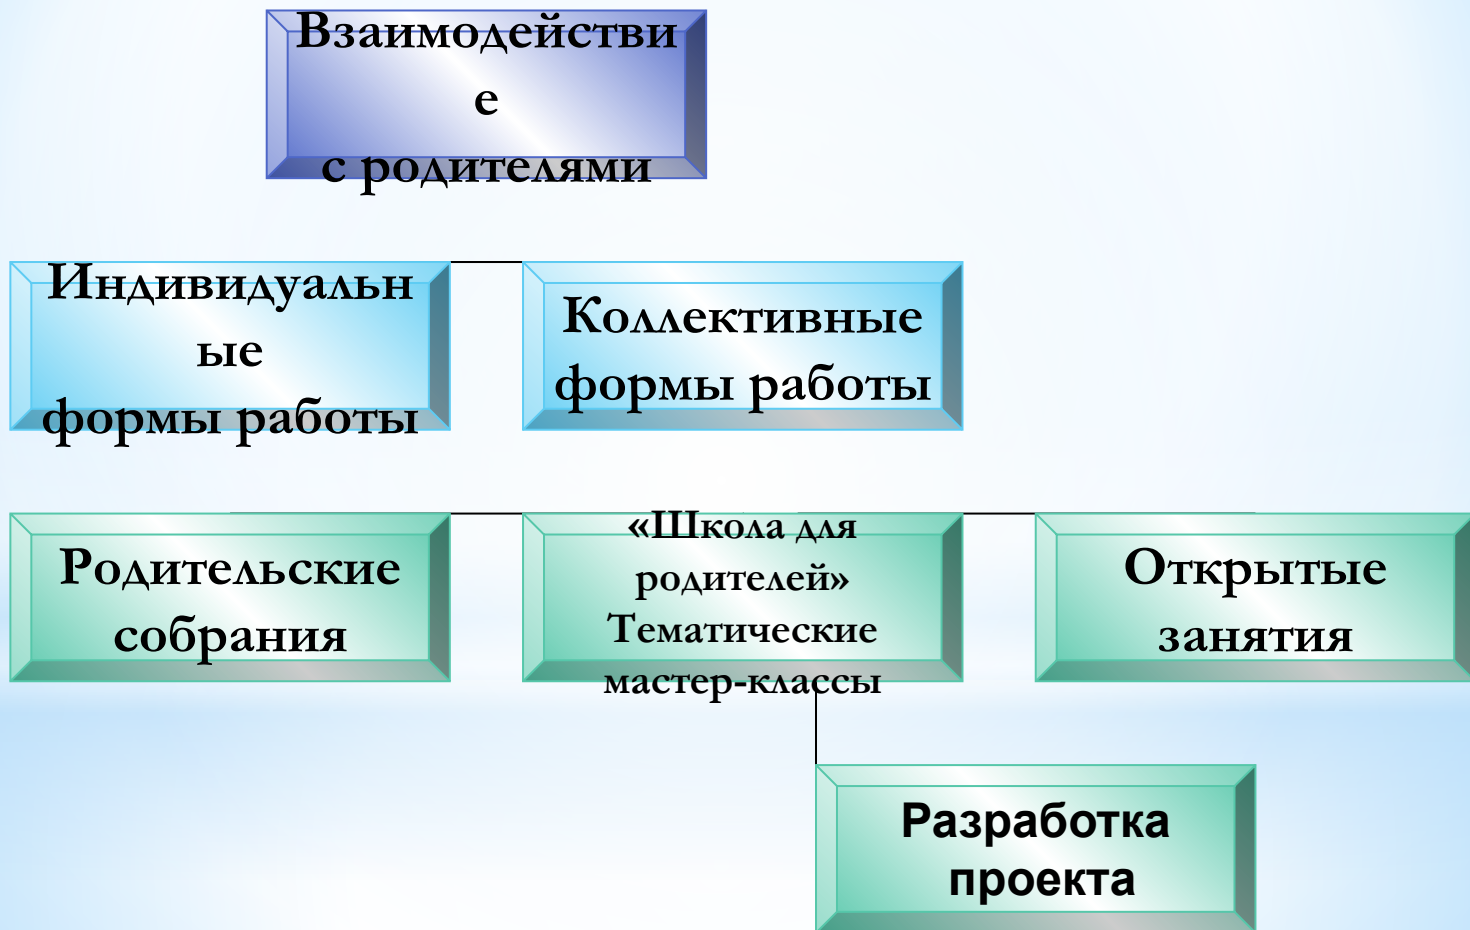 Взаимодействи
е
с родителями
Индивидуальн
ые
формы работы
Коллективные
формы работы
Родительские
собрания
«Школа для
родителей»
Тематические
мастер-классы
Открытые
занятия
Разработка
проекта